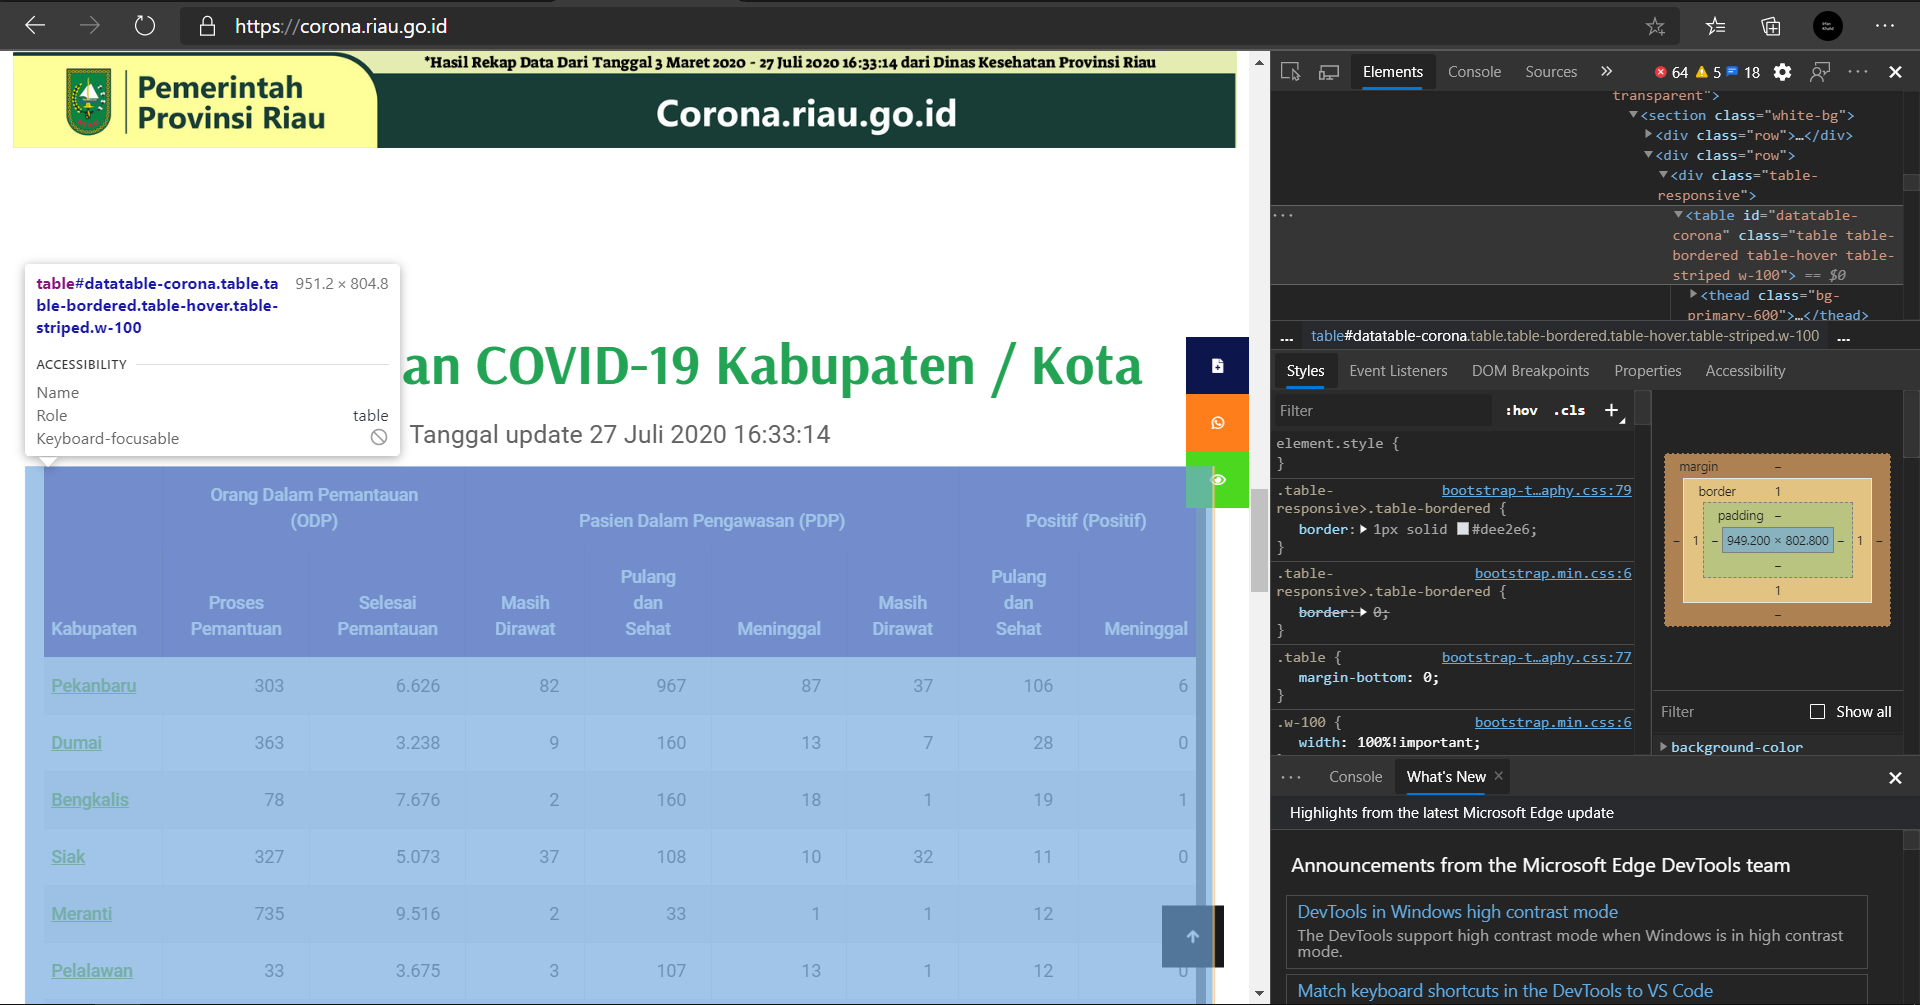 https://corona.riau.go.id
*Hasil Rekap Data Dari Tanggal 3 Maret 2020 - 27 Juli 2020 16:33:14 dari Dinas Kesehatan Provinsi Riau
Pemerintah
Provinsi Riau
Corona.riau.go.id
table#datatable-corona.table.ta
ble-bordered.table-hover.table-
striped.w-100
951.2 × 804.8
ACCESSIBILITY
Name
Role table
Keyboard-focusable
an COVID-19 Kabupaten / Kota
Tanggal update 27 Juli 2020 16:33:14
Orang Dalam Pemantauan
(ODP)
Pasien Dalam Pengawasan (PDP)
Positif (Positif)
Kabupaten
Proses
Pemantuan
Selesai
Pemantauan
Masih
Dirawat
Pulang
dan
Sehat
Meninggal
Masih
Dirawat
Pulang
dan
Sehat
Meninggal
Pekanbaru 303 6.626 82 967 87 37 106 6
Dumai 363 3.238 9 160 13 7 28 0
Bengkalis 78 7.676 2 160 18 1 19 1
Siak 327 5.073 37 108 10 32 11 0
Meranti 735 9.516 2 33 1 1 12
Pelalawan 33 3.675 3 107 13 1 12 0
Elements Console Sources » 64 5 18
transparent">
<section class="white-bg">
<div class="row">…</div>
<div class="row">
<div class="table-
responsive">
<table id="datatable-
corona" class="table table-
bordered table-hover table-
striped w-100"> == $0
<thead class="bg-
primary-600">…</thead>
... table#datatable-corona.table.table-bordered.table-hover.table-striped.w-100 ...
Styles Event Listeners DOM Breakpoints Properties Accessibility
Filter :hov .cls +
element.style {
}
.table- bootstrap-t…aphy.css:79
responsive>.table-bordered {
border: 1px solid #dee2e6;
}
.table- bootstrap.min.css:6
responsive>.table-bordered {
border: 0;
}
.table { bootstrap-t…aphy.css:77
margin-bottom: 0;
}
.w-100 { bootstrap.min.css:6
width: 100%!important;
margin –
border 1
padding –
– 1 – 949.200 × 802.800 – 1 –
–
1
–
Filter Show all
background-color
Console What's New ×
Highlights from the latest Microsoft Edge update
Announcements from the Microsoft Edge DevTools team
DevTools in Windows high contrast mode
The DevTools support high contrast mode when Windows is in high contrast
mode.
Match keyboard shortcuts in the DevTools to VS Code